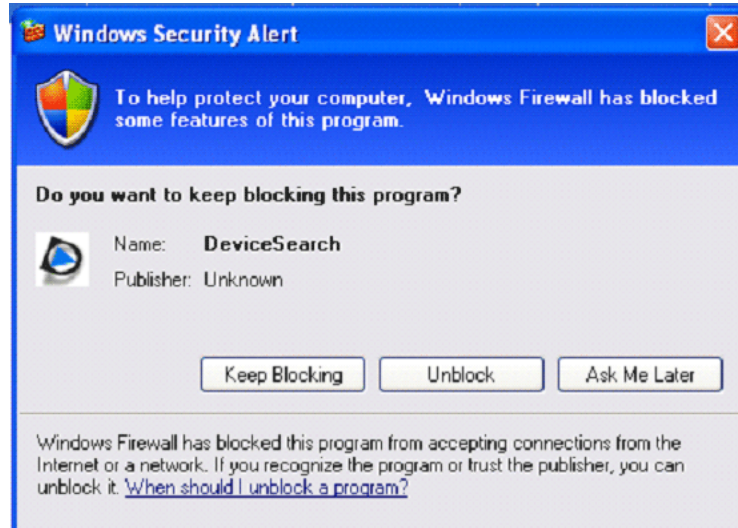 Windows Security Alert
To help protect your computer, Windows Firewall has blocked
some features of this program.
Do you want to keep blocking this program?
Name: DeviceSearch
Publisher: Unknown
Keep Blocking Unblock Ask Me Later
Windows Firewall has blocked this program from accepting connections from the
Internet or a network. If you recognize the program or trust the publisher, you can
unblock it. When should I unblock a program?